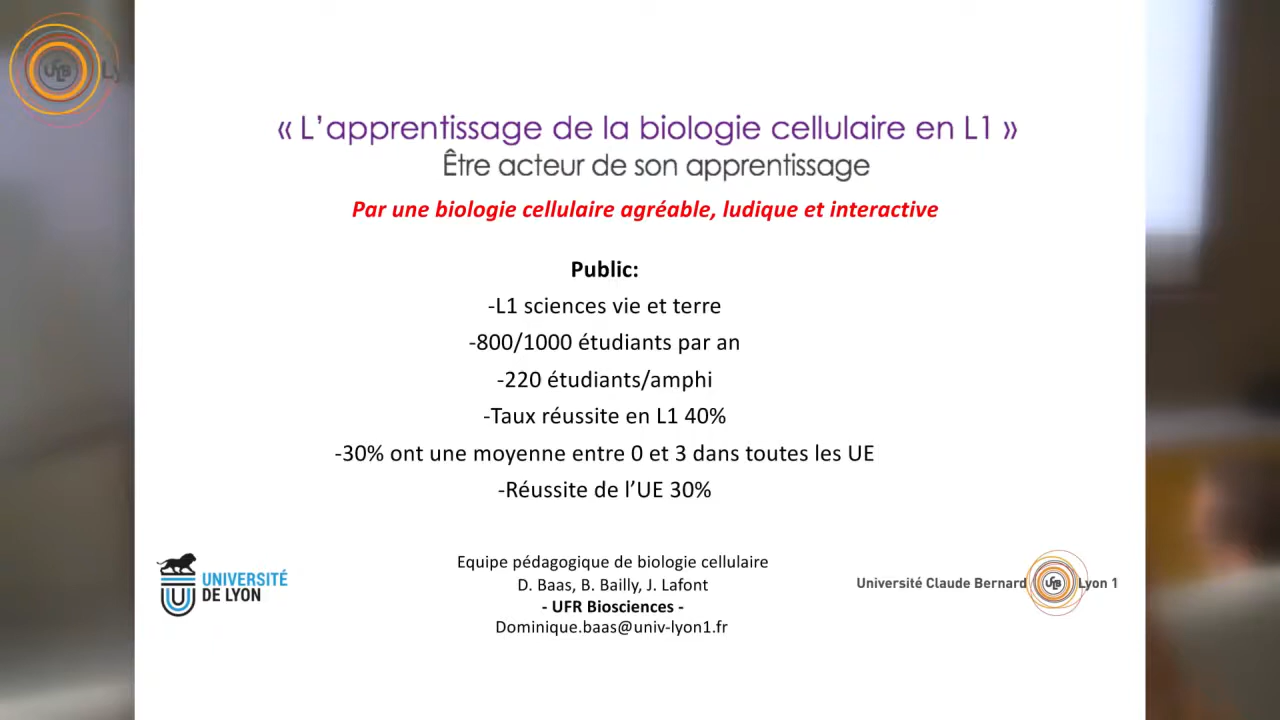 « L’apprentissage de la biologie cellulaire en L1 »
Être acteur de son apprentissage
Par une biologie cellulaire agréable, ludique et interactive
Public:
-L1 sciences vie et terre
-800/1000 étudiants par an
-220 étudiants/amphi
-Taux réussite en L1 40%
-30% ont une moyenne entre 0 et 3 dans toutes les UE
-Réussite de l’UE 30%
Equipe pédagogique de biologie cellulaire
D. Baas, B. Bailly, J. Lafont
- UFR Biosciences -
Dominique.baas@univ-lyon1.fr
UNIVERSITÉ
DE LYON
Université Claude Bernard Lyon 1